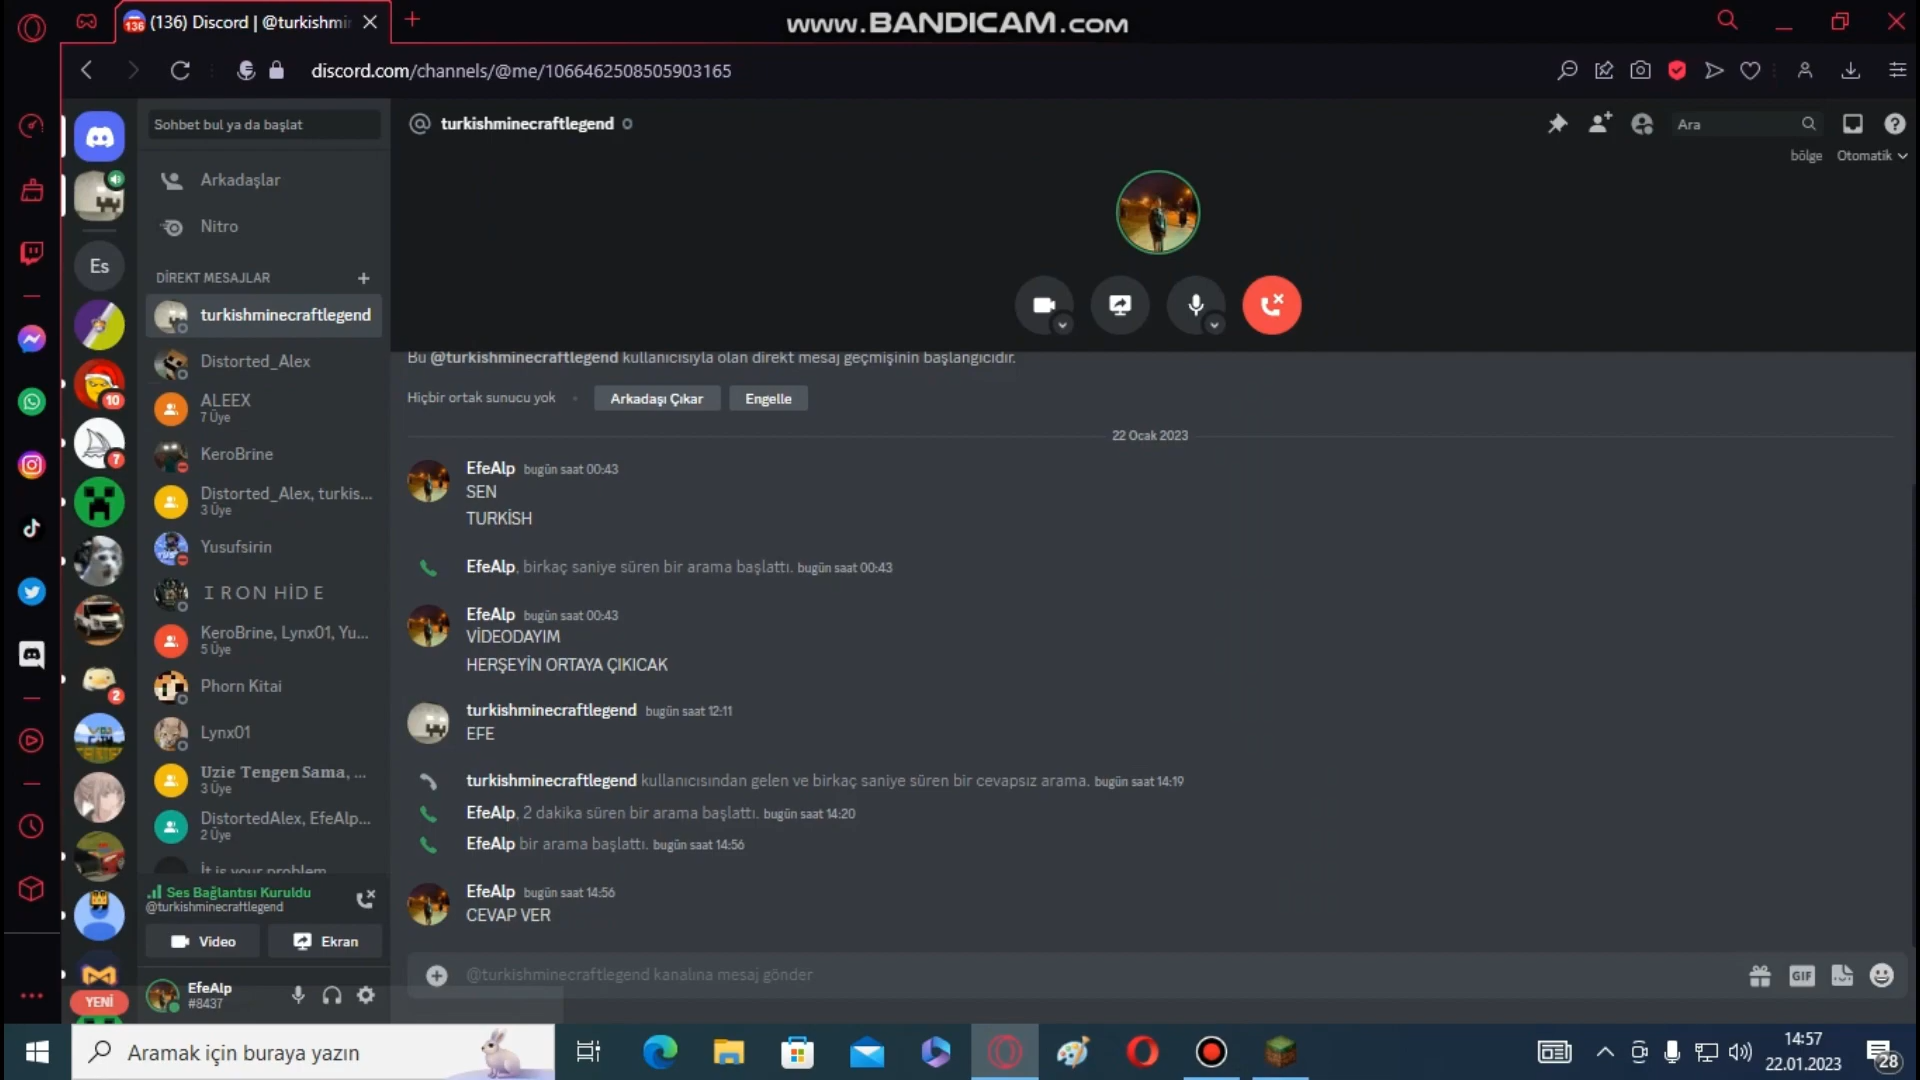 (136) Discord | @turkishmin
www.BANDICAM.com
discord.com/channels/@me/1066462508505903165
Sohbet bul ya da başlat
turkishminecraftlegend
Ara
bölge Otomatik
Arkadaşlar
Nitro
Es
DİREKT MESAJLAR
turkishminecraftlegend
Distorted_Alex
ALEEX
7 Üye
KeroBrine
Distorted_Alex, turkis...
3 Üye
Yusufsirin
I R O N HİD E
KeroBrine, Lynx01, Yu...
5 Üye
Phorn Kitai
Lynx01
Uzie Tengen Sama, ...
3 Üye
DistortedAlex, EfeAlp...
2 Üye
İt is your problem
10
7
2
YENİ
Ses Bağlantısı Kuruldu
@turkishminecraftlegend
Video
Ekran
EfeAlp
#8437
Bu @turkishminecraftlegend kullanıcısıyla olan direkt mesaj geçmişinin başlangıcıdır.
Hiçbir ortak sunucu yok
Arkadaşı Çıkar
Engelle
22 Ocak 2023
EfeAlp bugün saat 00:43
SEN
TURKİSH
EfeAlp, birkaç saniye süren bir arama başlattı. bugün saat 00:43
EfeAlp bugün saat 00:43
VİDEODAYIM
HERŞEYİN ORTAYA ÇIKICAK
turkishminecraftlegend bugün saat 12:11
EFE
turkishminecraftlegend kullanıcısından gelen ve birkaç saniye süren bir cevapsız arama. bugün saat 14:19
EfeAlp, 2 dakika süren bir arama başlattı. bugün saat 14:20
EfeAlp bir arama başlattı. bugün saat 14:56
EfeAlp bugün saat 14:56
CEVAP VER
@turkishminecraftlegend kanalına mesaj gönder
GIF
Aramak için buraya yazın
14:57
22.01.2023
28